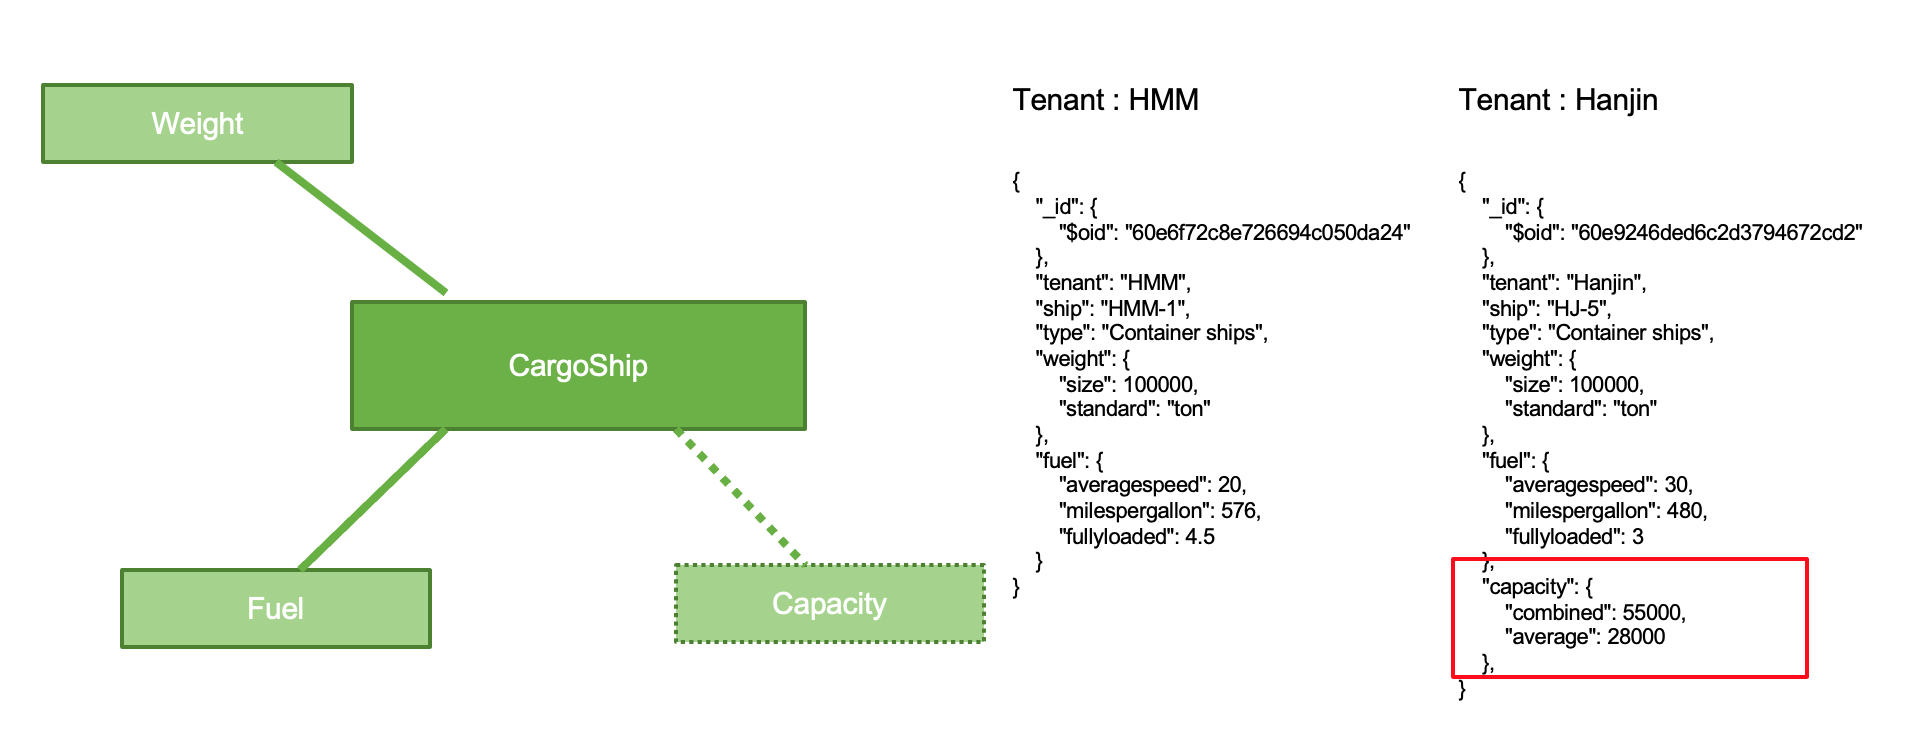 Weight
CargoShip
Fuel
Capacity
Tenant : HMM
{
"_id": {
"$oid": "60e6f72c8e726694c050da24"
},
"tenant": "HMM",
"ship": "HMM-1",
"type": "Container ships",
"weight": {
"size": 100000,
"standard": "ton"
},
"fuel": {
"averagespeed": 20,
"milespergallon": 576,
"fullyloaded": 4.5
}
}
Tenant : Hanjin
{
"_id": {
"$oid": "60e9246ded6c2d3794672cd2"
},
"tenant": "Hanjin",
"ship": "HJ-5",
"type": "Container ships",
"weight": {
"size": 100000,
"standard": "ton"
},
"fuel": {
"averagespeed": 30,
"milespergallon": 480,
"fullyloaded": 3
},
"capacity": {
"combined": 55000,
"average": 28000
},
}